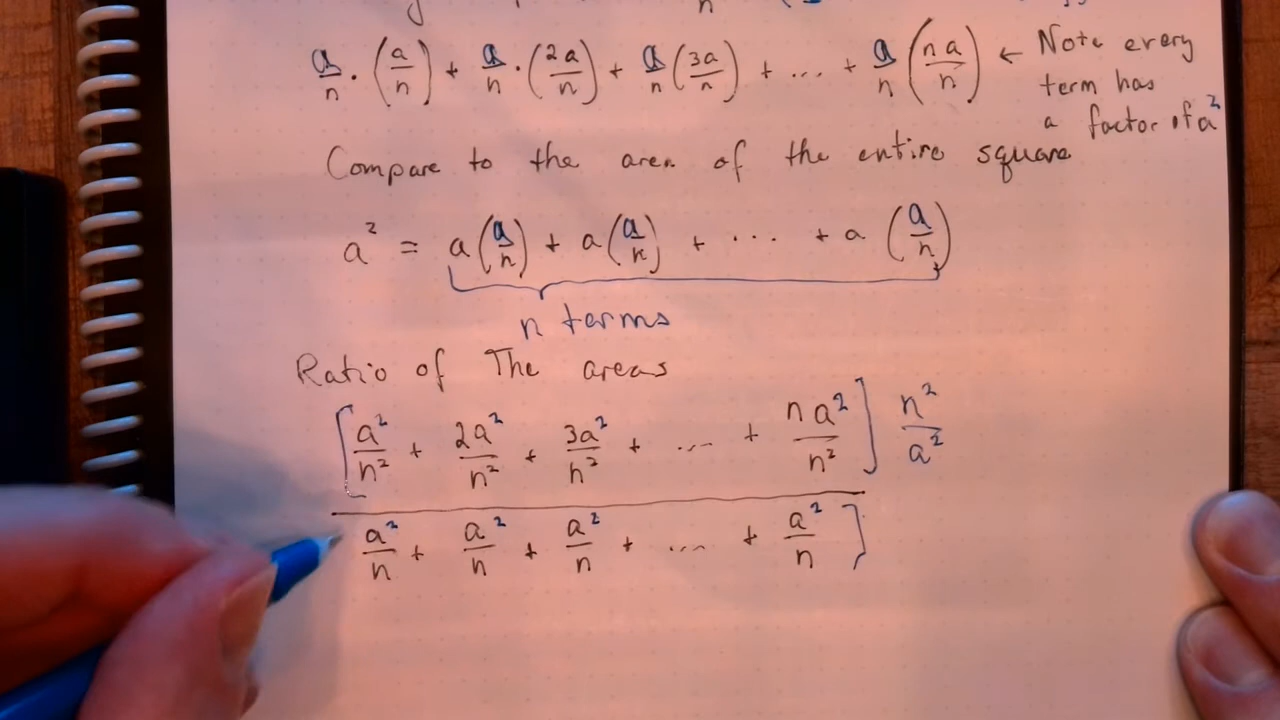 n
a/n · (a/n) + a/n · (2a/n) + a/n (3a/n) + ... + a/n (na/n) ← Note every
term has
a factor of a²
Compare to the area of the entire square
a² = a(a/n) + a(a/n) + ... + a(a/n)
n terms
Ratio of The areas
[a²/n² + 2a²/n² + 3a²/n² + ... + na²/n²] n²/a²
a²/n + a²/n + a²/n + ... + a²/n]